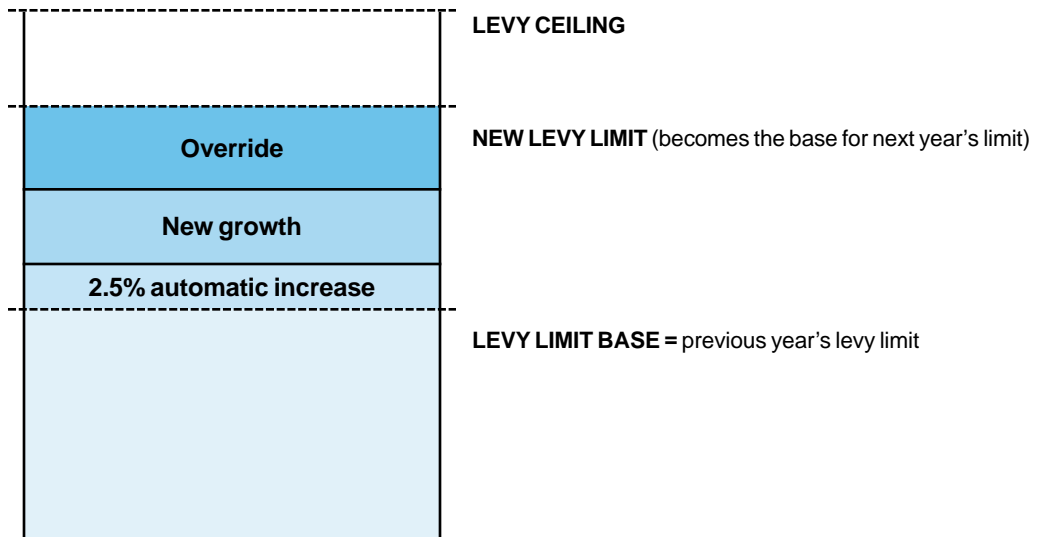 LEVY CEILING
Override
NEW LEVY LIMIT (becomes the base for next year’s limit)
New growth
2.5% automatic increase
LEVY LIMIT BASE = previous year’s levy limit